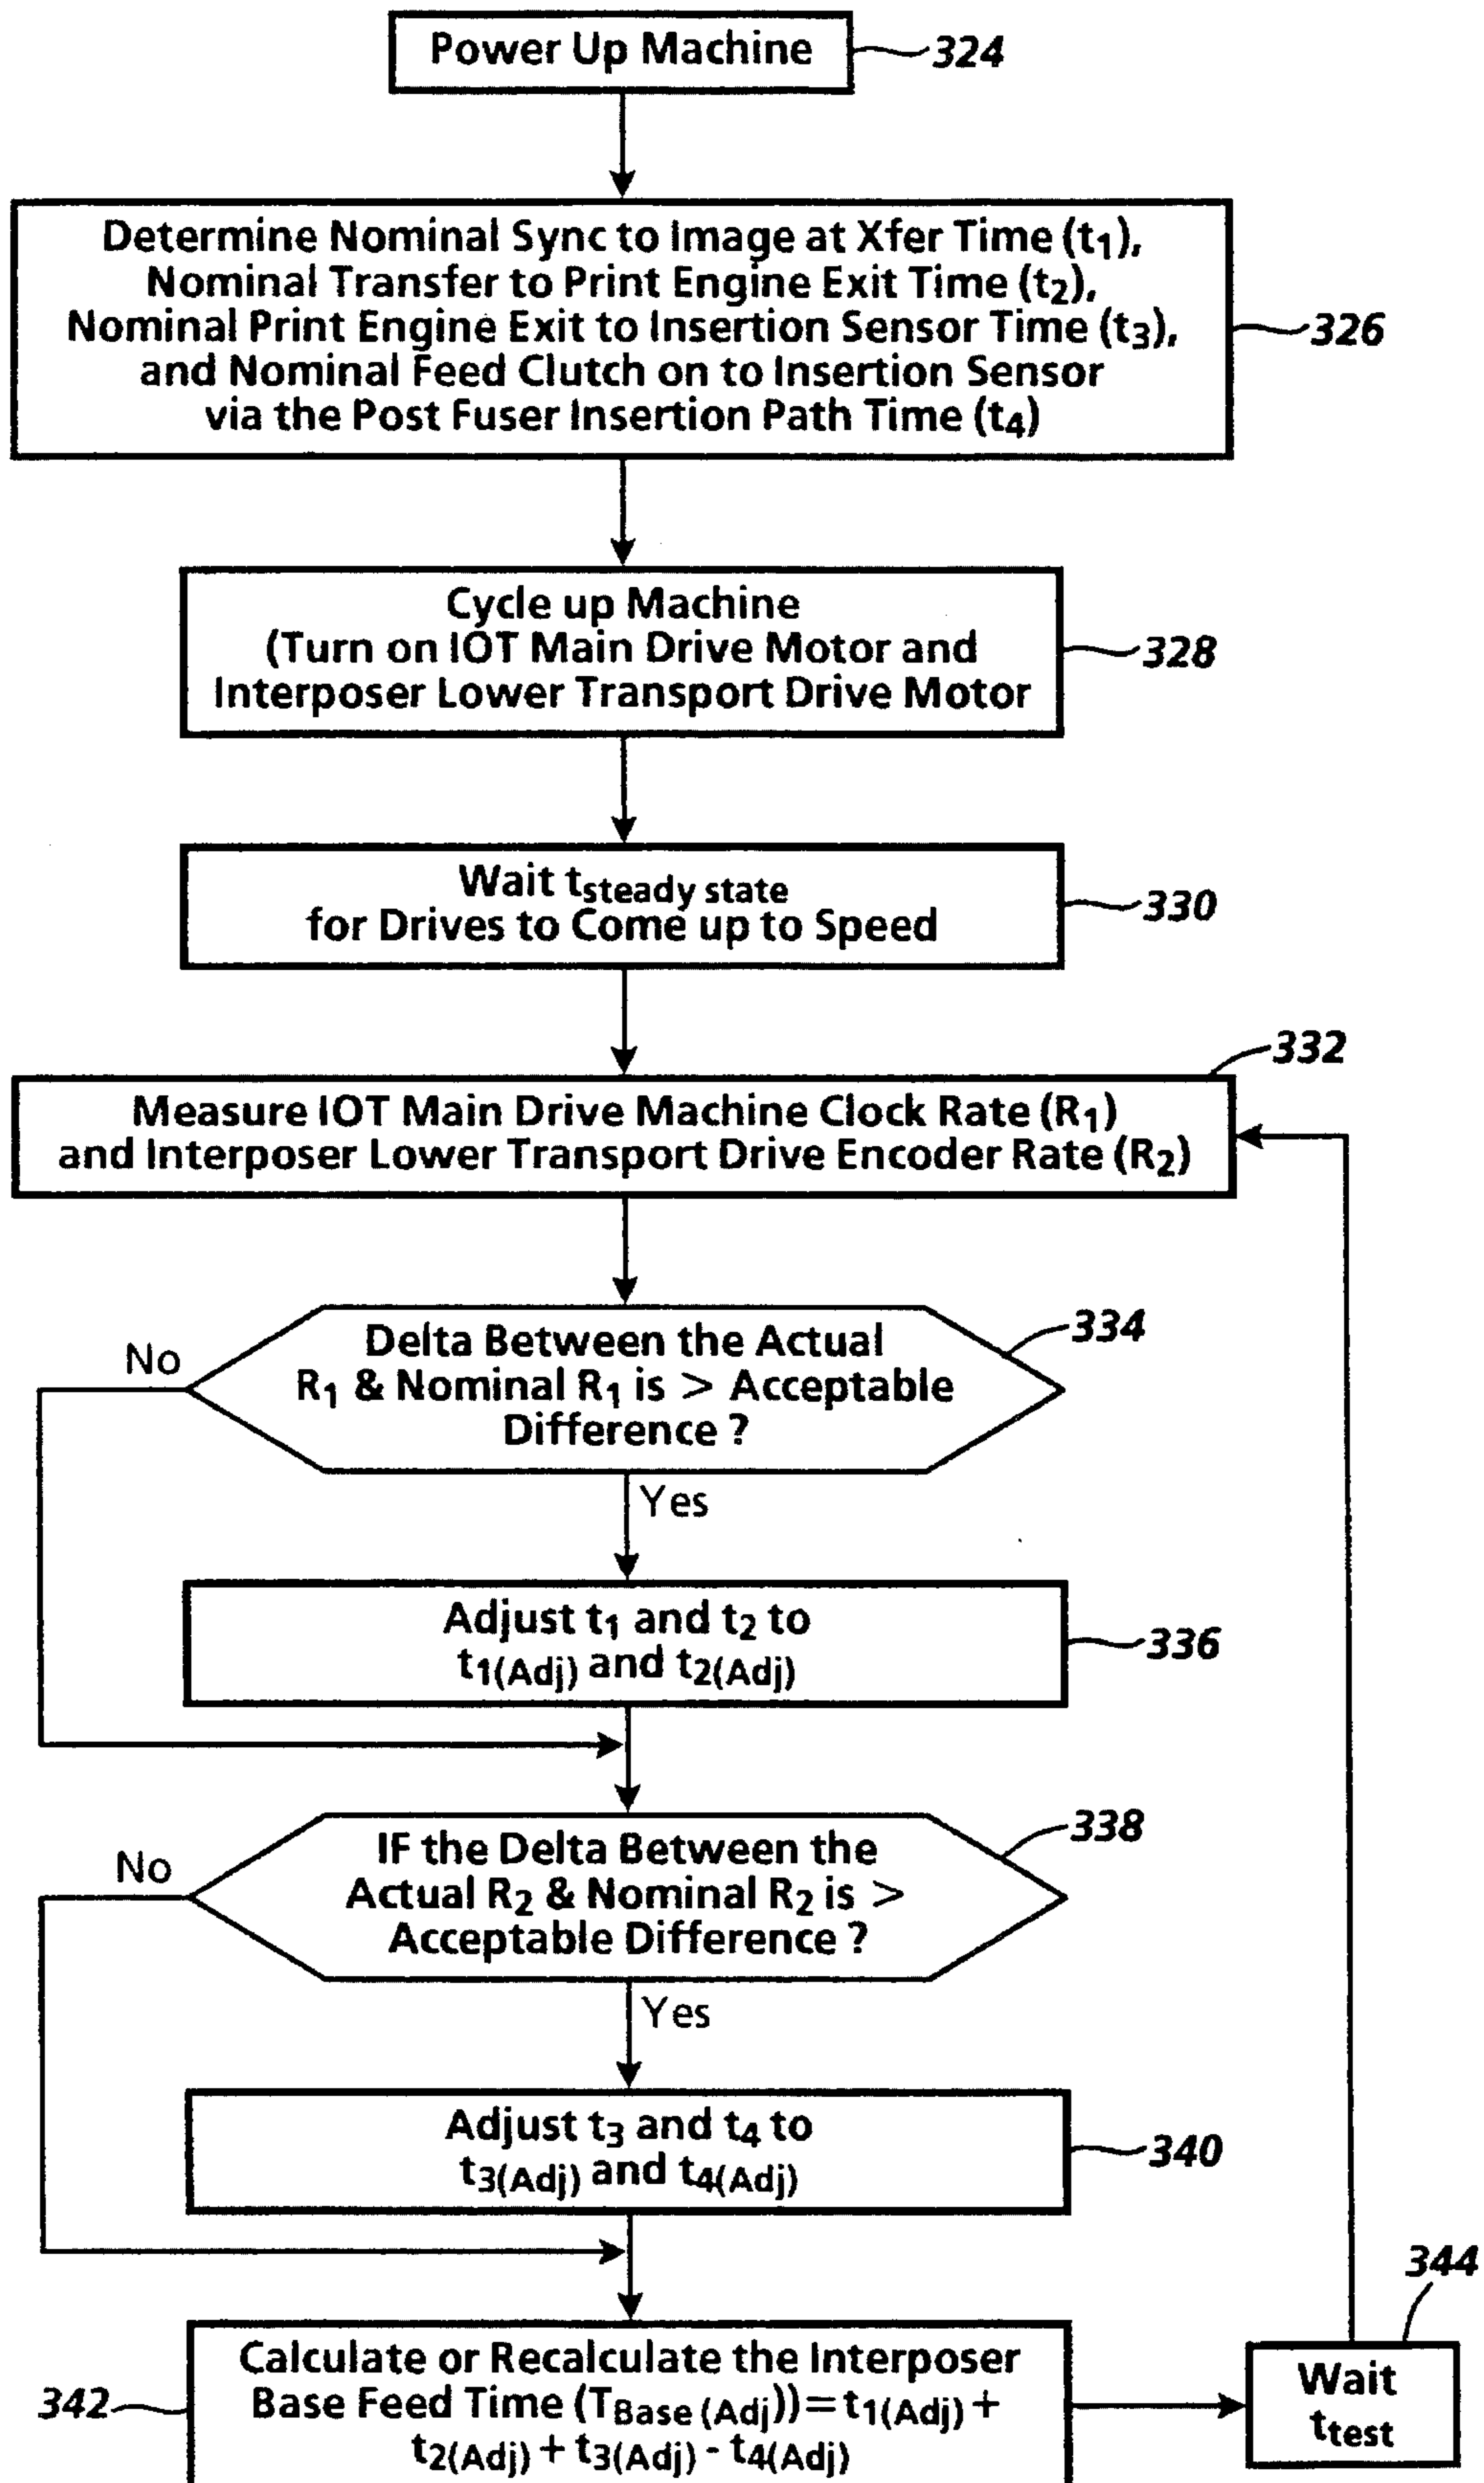 Power Up Machine
324
Determine Nominal Sync to Image at Xfer Time (t1),
Nominal Transfer to Print Engine Exit Time (t2),
Nominal Print Engine Exit to Insertion Sensor Time (t3),
and Nominal Feed Clutch on to Insertion Sensor
via the Post Fuser Insertion Path Time (t4)
326
Cycle up Machine
(Turn on IOT Main Drive Motor and
Interposer Lower Transport Drive Motor
328
Wait tsteady state
for Drives to Come up to Speed
330
332
Measure IOT Main Drive Machine Clock Rate (R1)
and Interposer Lower Transport Drive Encoder Rate (R2)
334
No
Delta Between the Actual
R1 & Nominal R1 is > Acceptable
Difference ?
Yes
Adjust t1 and t2 to
t1(Adj) and t2(Adj)
336
338
No
IF the Delta Between the
Actual R2 & Nominal R2 is >
Acceptable Difference ?
Yes
Adjust t3 and t4 to
t3(Adj) and t4(Adj)
340
342
Calculate or Recalculate the Interposer
Base Feed Time (TBase (Adj)) = t1(Adj) +
t2(Adj) + t3(Adj) - t4(Adj)
344
Wait
ttest